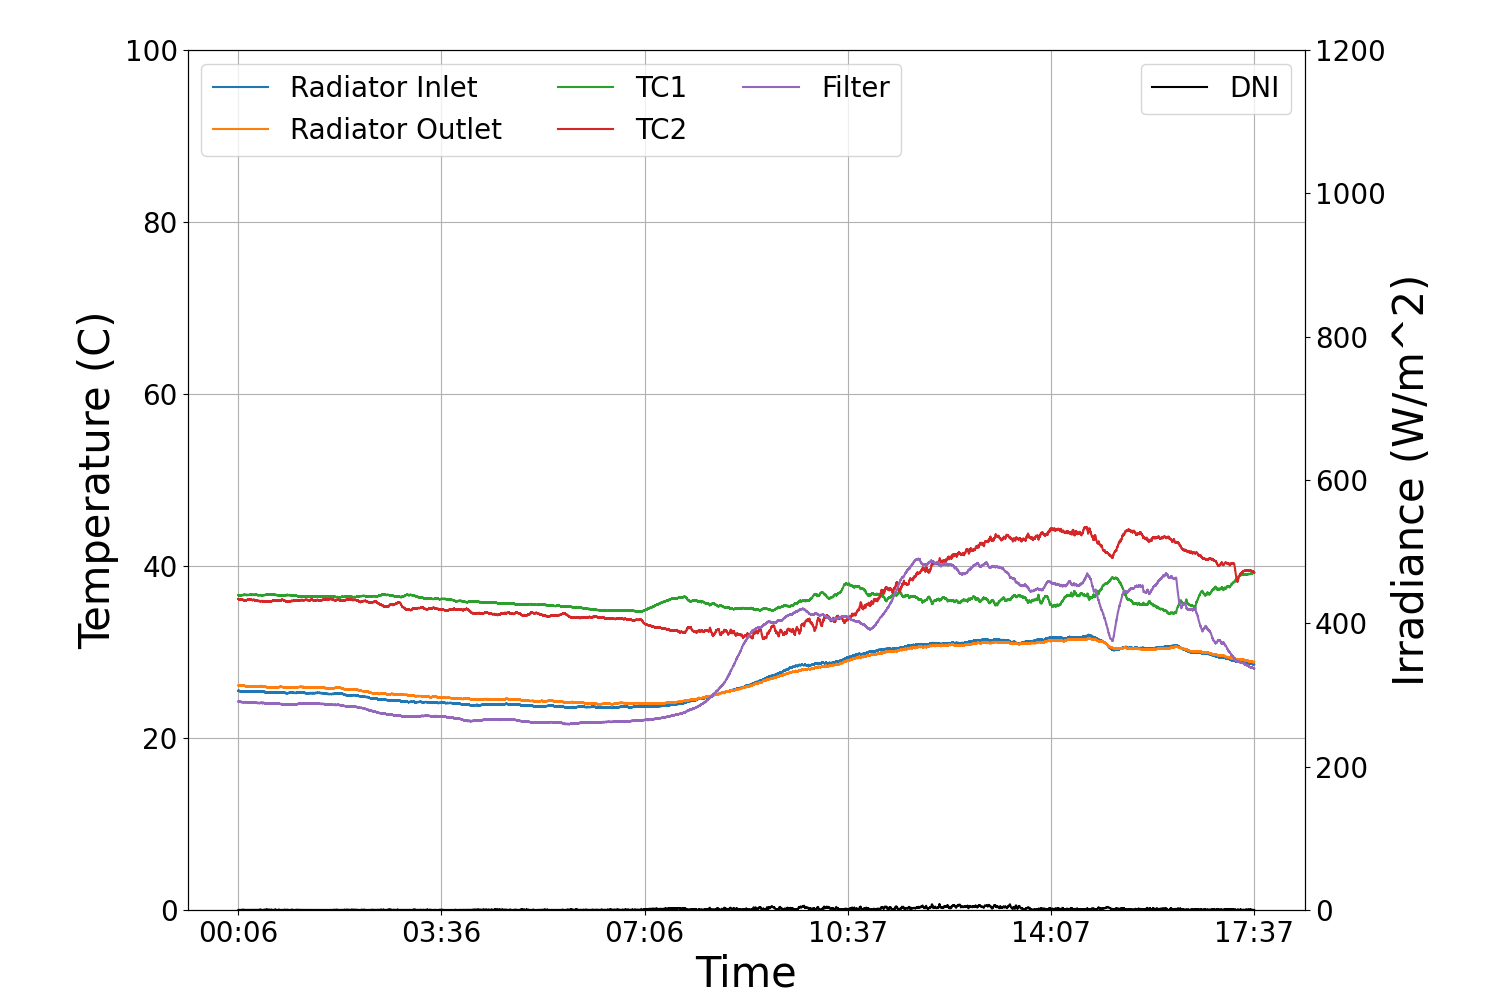 Radiator Inlet
Radiator Outlet
TC1
TC2
Filter
DNI
Temperature (C)
100
80
60
40
20
0
Irradiance (W/m^2)
1200
1000
800
600
400
200
0
00:06 03:36 07:06 10:37 14:07 17:37
Time